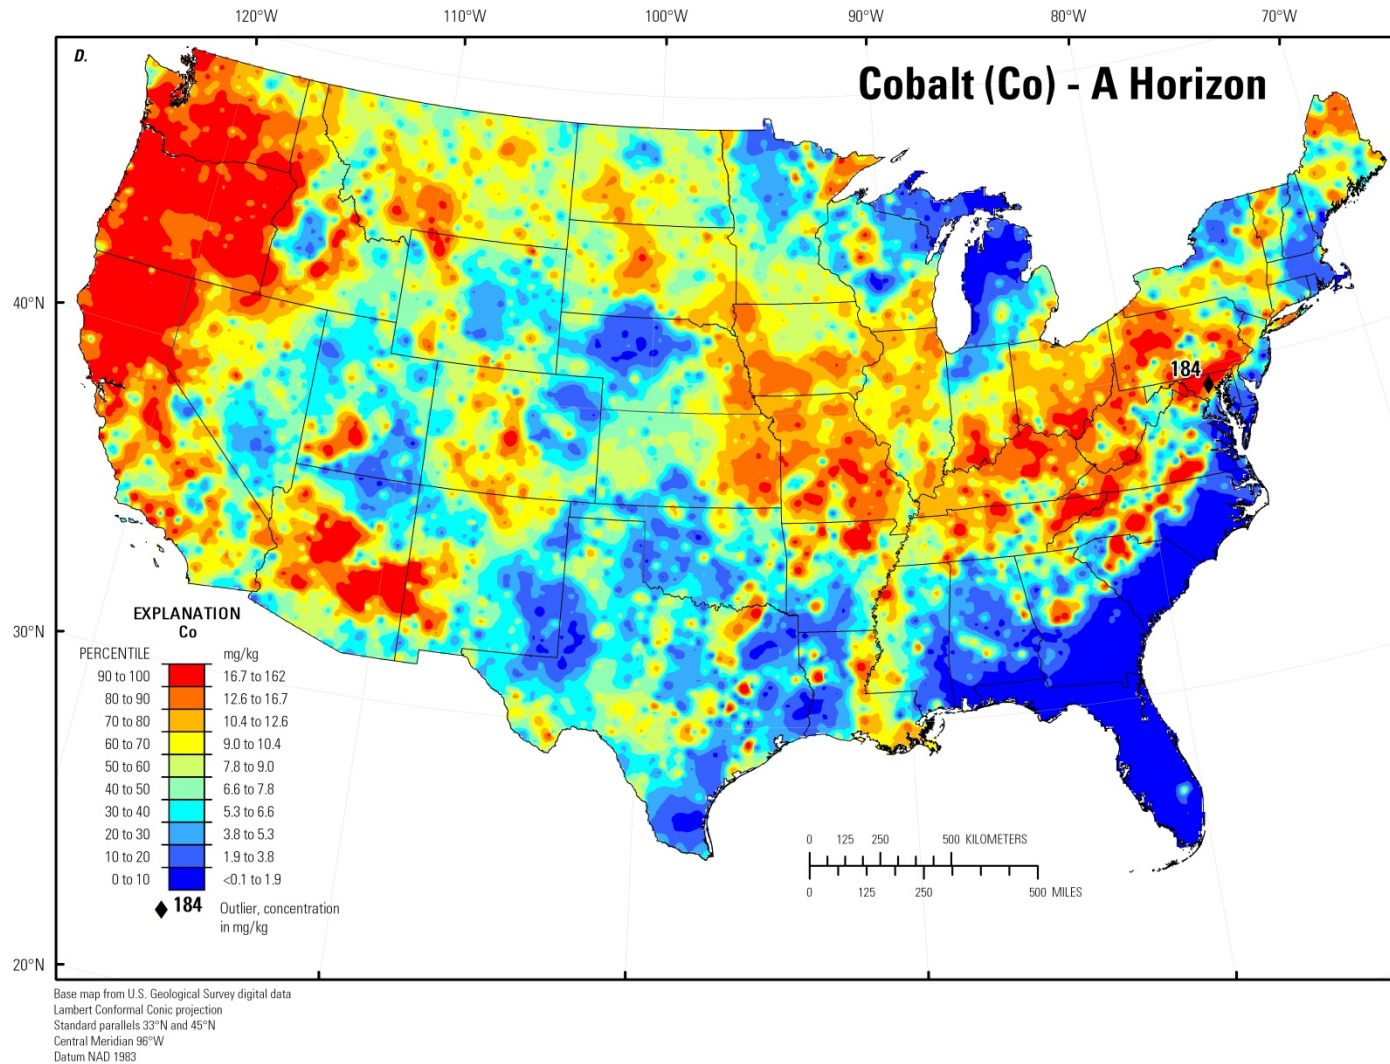 120°W 110°W 100°W 90°W 80°W 70°W
D.
Cobalt (Co) - A Horizon
40°N
184
30°N
EXPLANATION
Co
PERCENTILE mg/kg
90 to 100 16.7 to 162
80 to 90 12.6 to 16.7
70 to 80 10.4 to 12.6
60 to 70 9.0 to 10.4
50 to 60 7.8 to 9.0
40 to 50 6.6 to 7.8
30 to 40 5.3 to 6.6
20 to 30 3.8 to 5.3
10 to 20 1.9 to 3.8
0 to 10 <0.1 to 1.9
184 Outlier, concentration
in mg/kg
0 125 250 500 KILOMETERS
0 125 250 500 MILES
20°N
Base map from U.S. Geological Survey digital data
Lambert Conformal Conic projection
Standard parallels 33°N and 45°N
Central Meridian 96°W
Datum NAD 1983